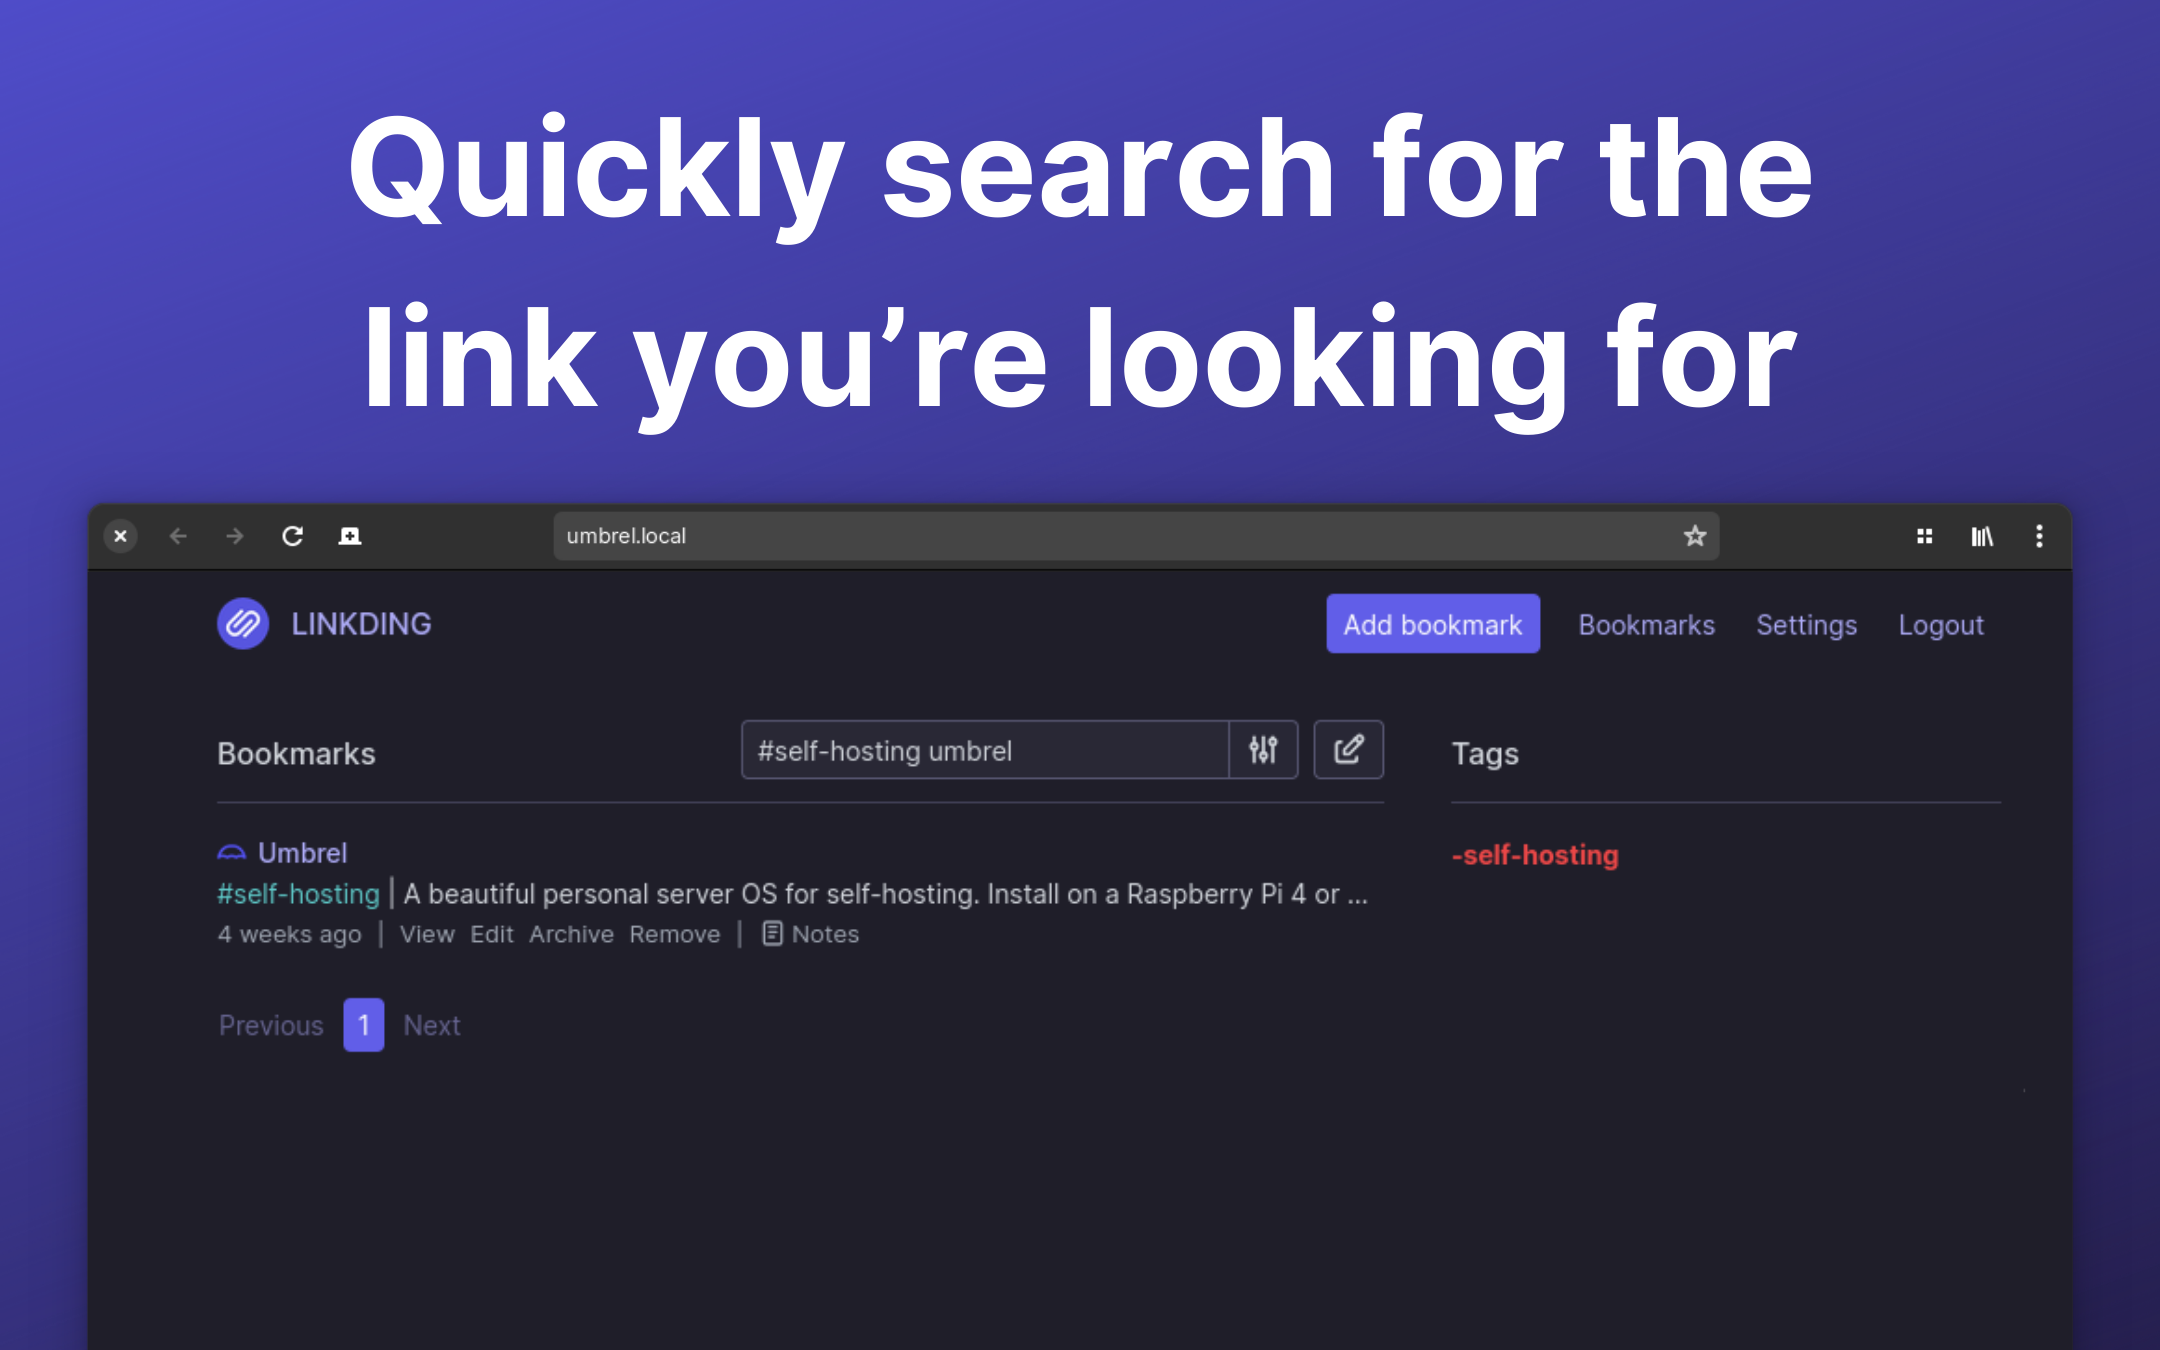 Quickly search for the
link you’re looking for
umbrel.local
LINKDING
Add bookmark Bookmarks Settings Logout
Bookmarks
#self-hosting umbrel
Tags
Umbrel
#self-hosting | A beautiful personal server OS for self-hosting. Install on a Raspberry Pi 4 or ...
4 weeks ago | View Edit Archive Remove | Notes
-self-hosting
Previous 1 Next